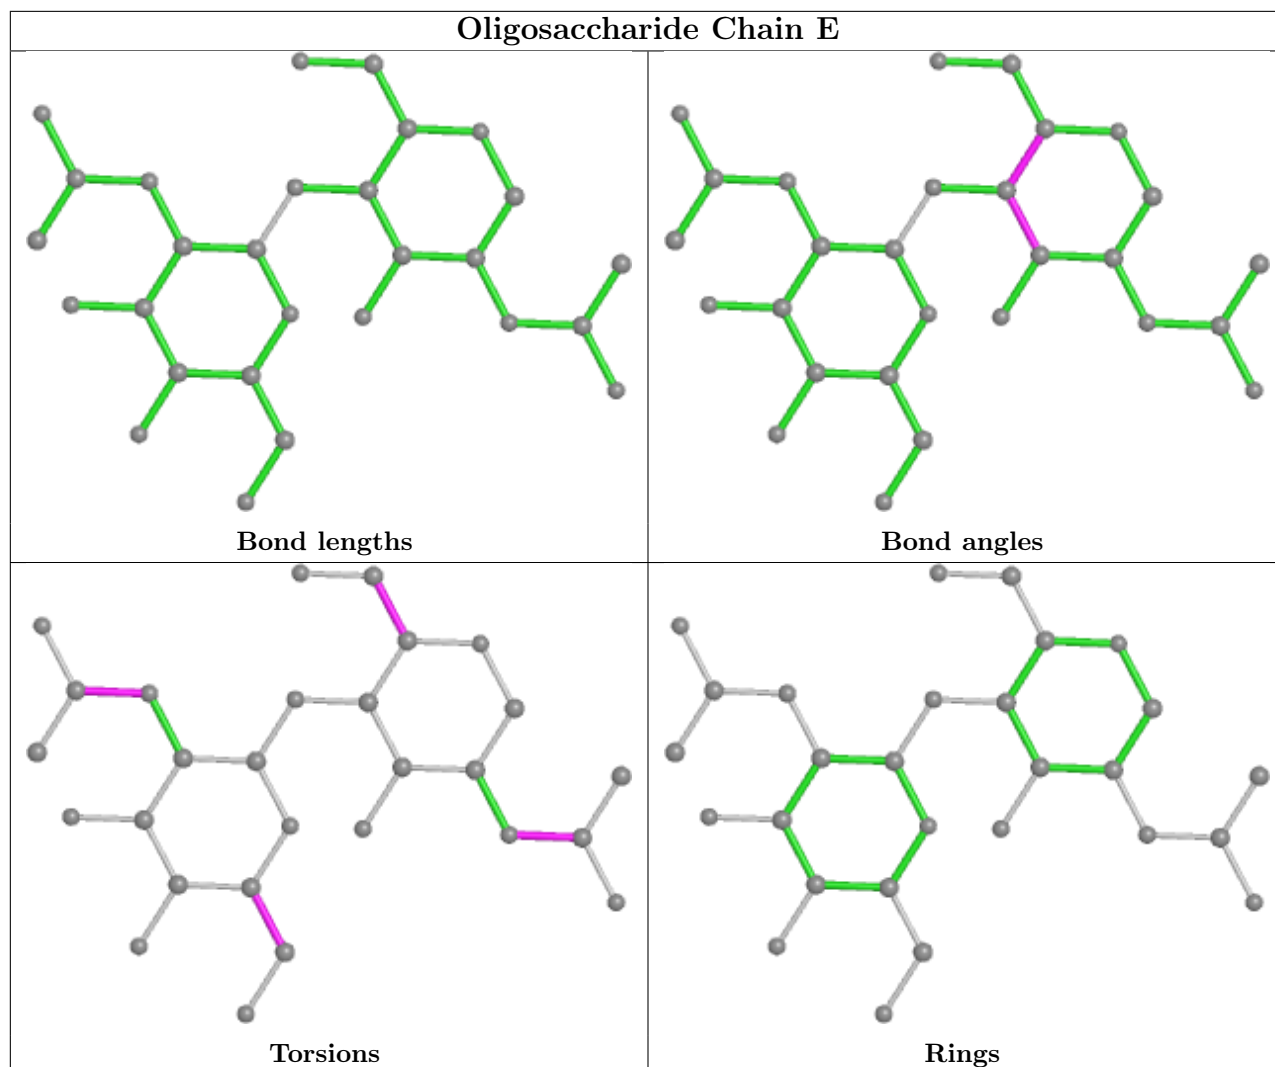 Oligosaccharide Chain E
Bond lengths
Bond angles
Torsions
Rings